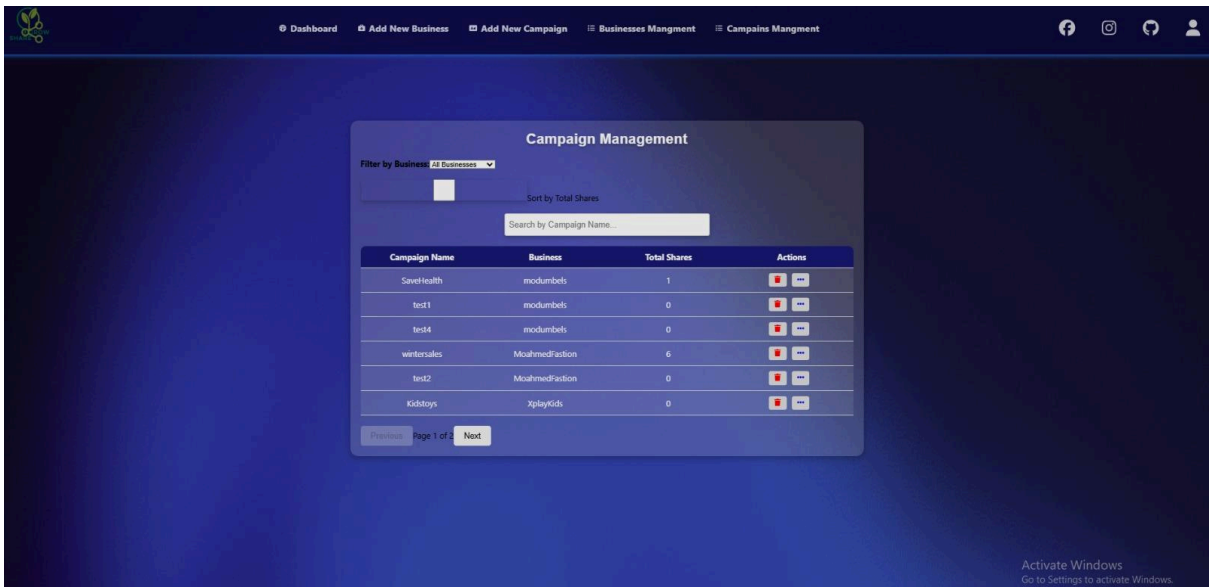 Dashboard Add New Business Add New Campaign Businesses Mangment Campains Mangment
Campaign Management
Filter by Business: All Businesses
Sort by Total Shares
Search by Campaign Name...
Campaign Name Business Total Shares Actions
SaveHealth modumbels 1
test1 modumbels 0
test4 modumbels 0
wintersales MoahmedFastion 6
test2 MoahmedFastion 0
Kidstoys XplayKids 0
Previous Page 1 of 2 Next
Activate Windows
Go to Settings to activate Windows.